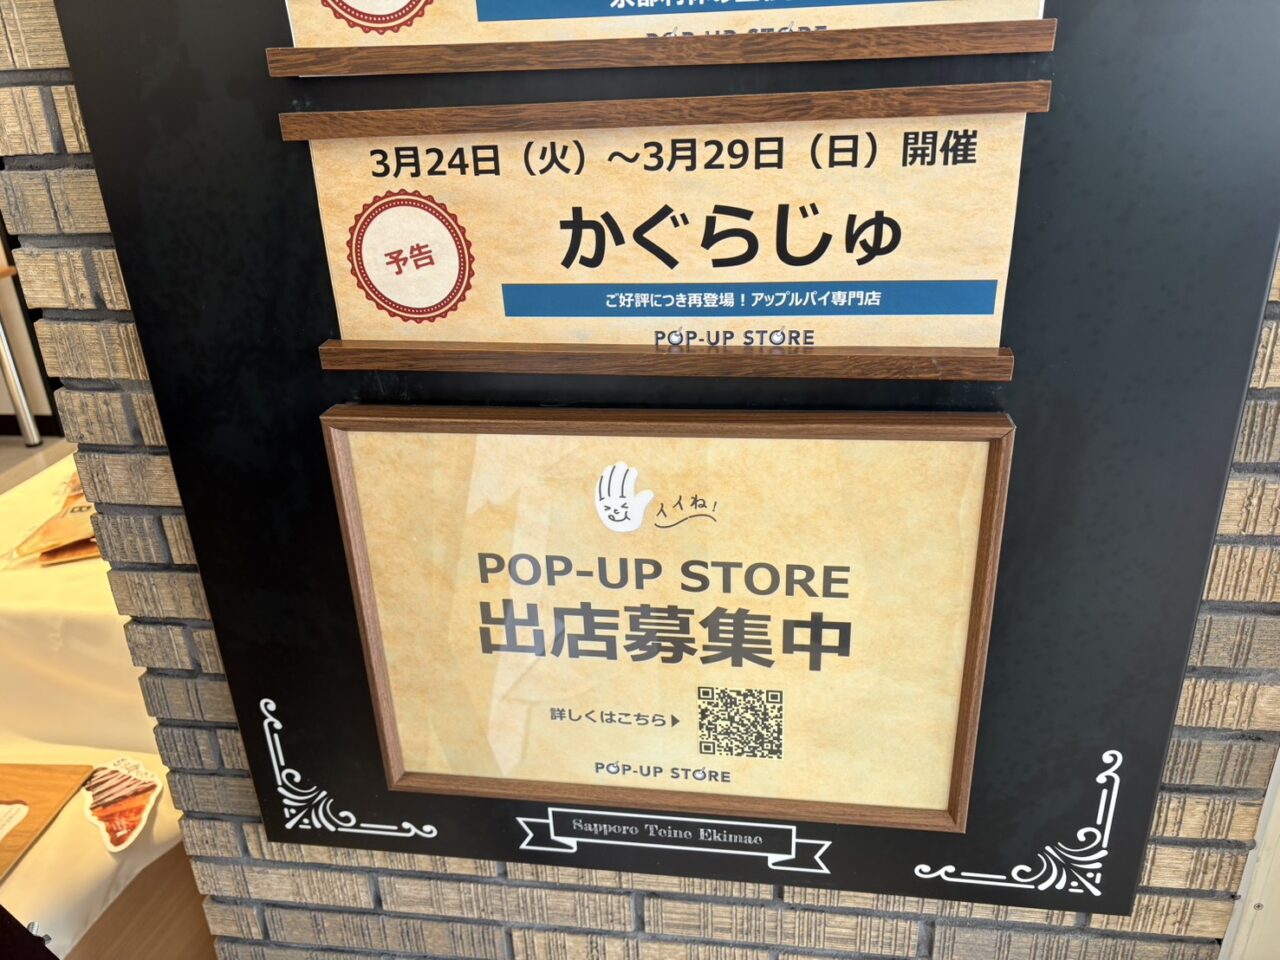 POP-UP STORE
3月24日（火）～3月29日（日）開催
予告
かぐらじゅ
ご好評につき再登場！アップルパイ専門店
POP-UP STORE
イイね！
POP-UP STORE
出店募集中
詳しくはこちら▶
POP-UP STORE
Sapporo Teine Ekimae